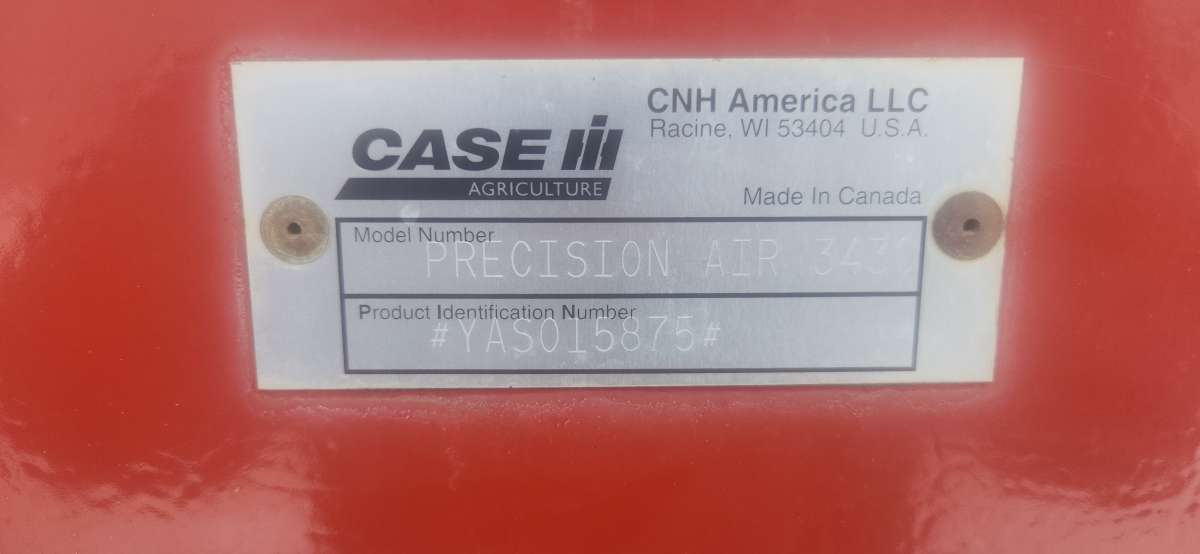 CNH America LLC
Racine, WI 53404 U.S.A.
CASE IH
AGRICULTURE
Made In Canada
Model Number
PRECISION AIR
Product Identification Number
#YAS015875#